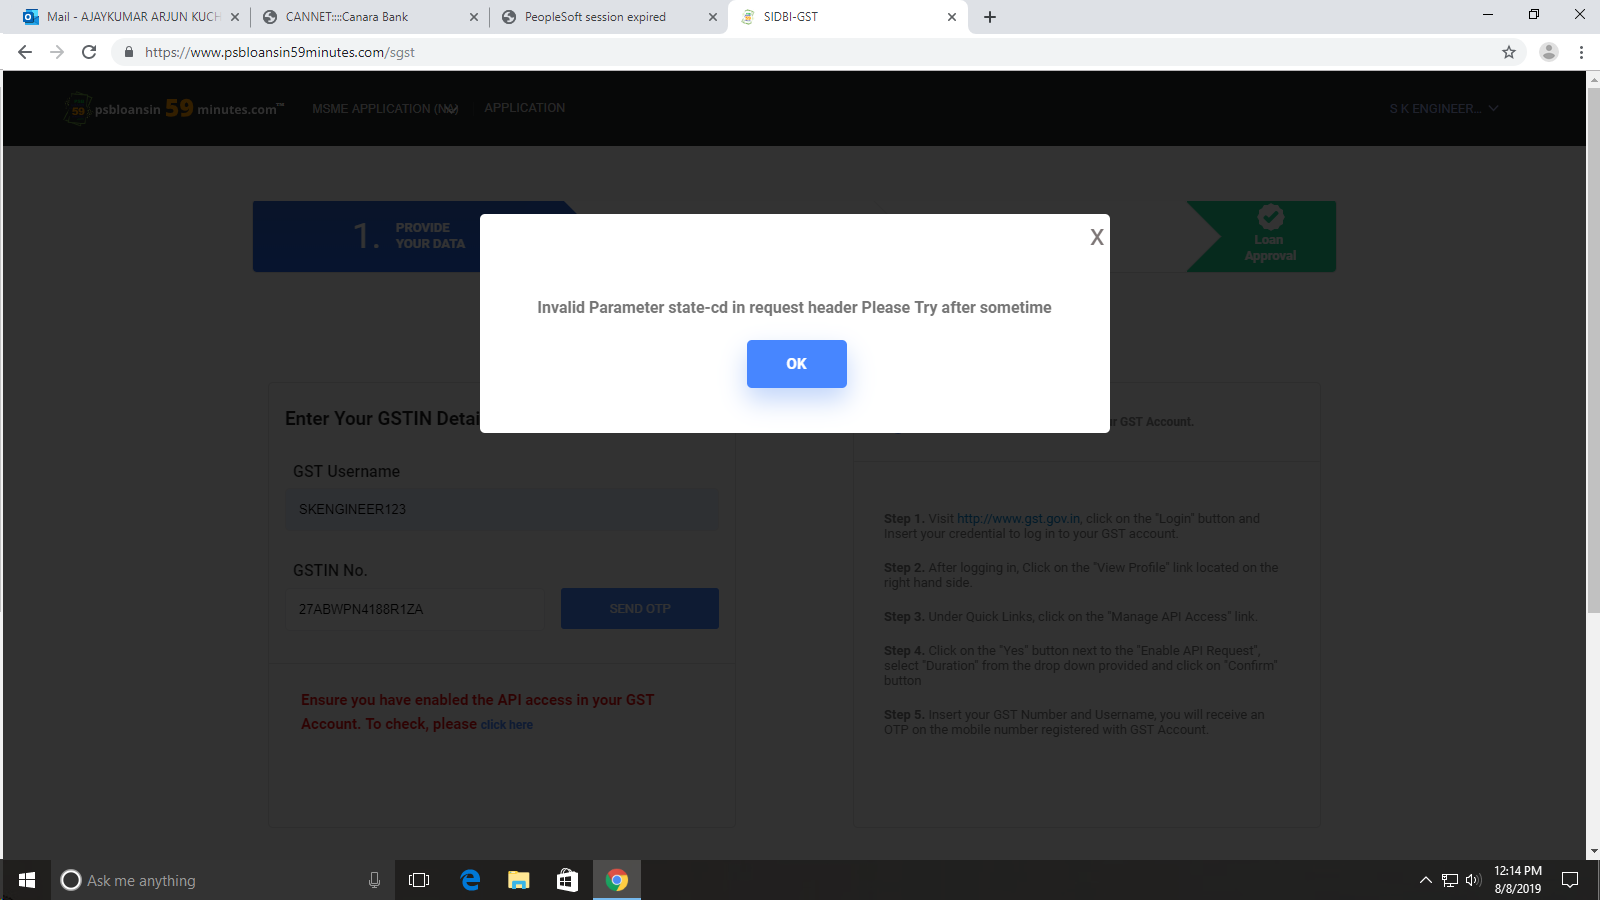 Mail - AJAYKUMAR ARJUN KUCH
CANNET::::Canara Bank
PeopleSoft session expired
SIDBI-GST
https://www.psbloansin59minutes.com/sgst
59 psbloansin 59 minutes.com™
MSME APPLICATION
APPLICATION
S K ENGINEER...
1. PROVIDE
YOUR DATA
Loan
Approval
X
Invalid Parameter state-cd in request header Please Try after sometime
OK
Enter Your GSTIN Detai
r GST Account.
GST Username
SKENGINEER123
GSTIN No.
27ABWPN4188R1ZA
SEND OTP
Ensure you have enabled the API access in your GST
Account. To check, please click here
Step 1. Visit http://www.gst.gov.in, click on the "Login" button and
insert your credential to log in to your GST account.
Step 2. After logging in, Click on the "View Profile" link located on the
right hand side.
Step 3. Under Quick Links, click on the "Manage API Access" link.
Step 4. Click on the "Yes" button next to the "Enable API Request",
select "Duration" from the drop down provided and click on "Confirm"
button
Step 5. Insert your GST Number and Username, you will receive an
OTP on the mobile number registered with GST Account.
Ask me anything
12:14 PM
8/8/2019